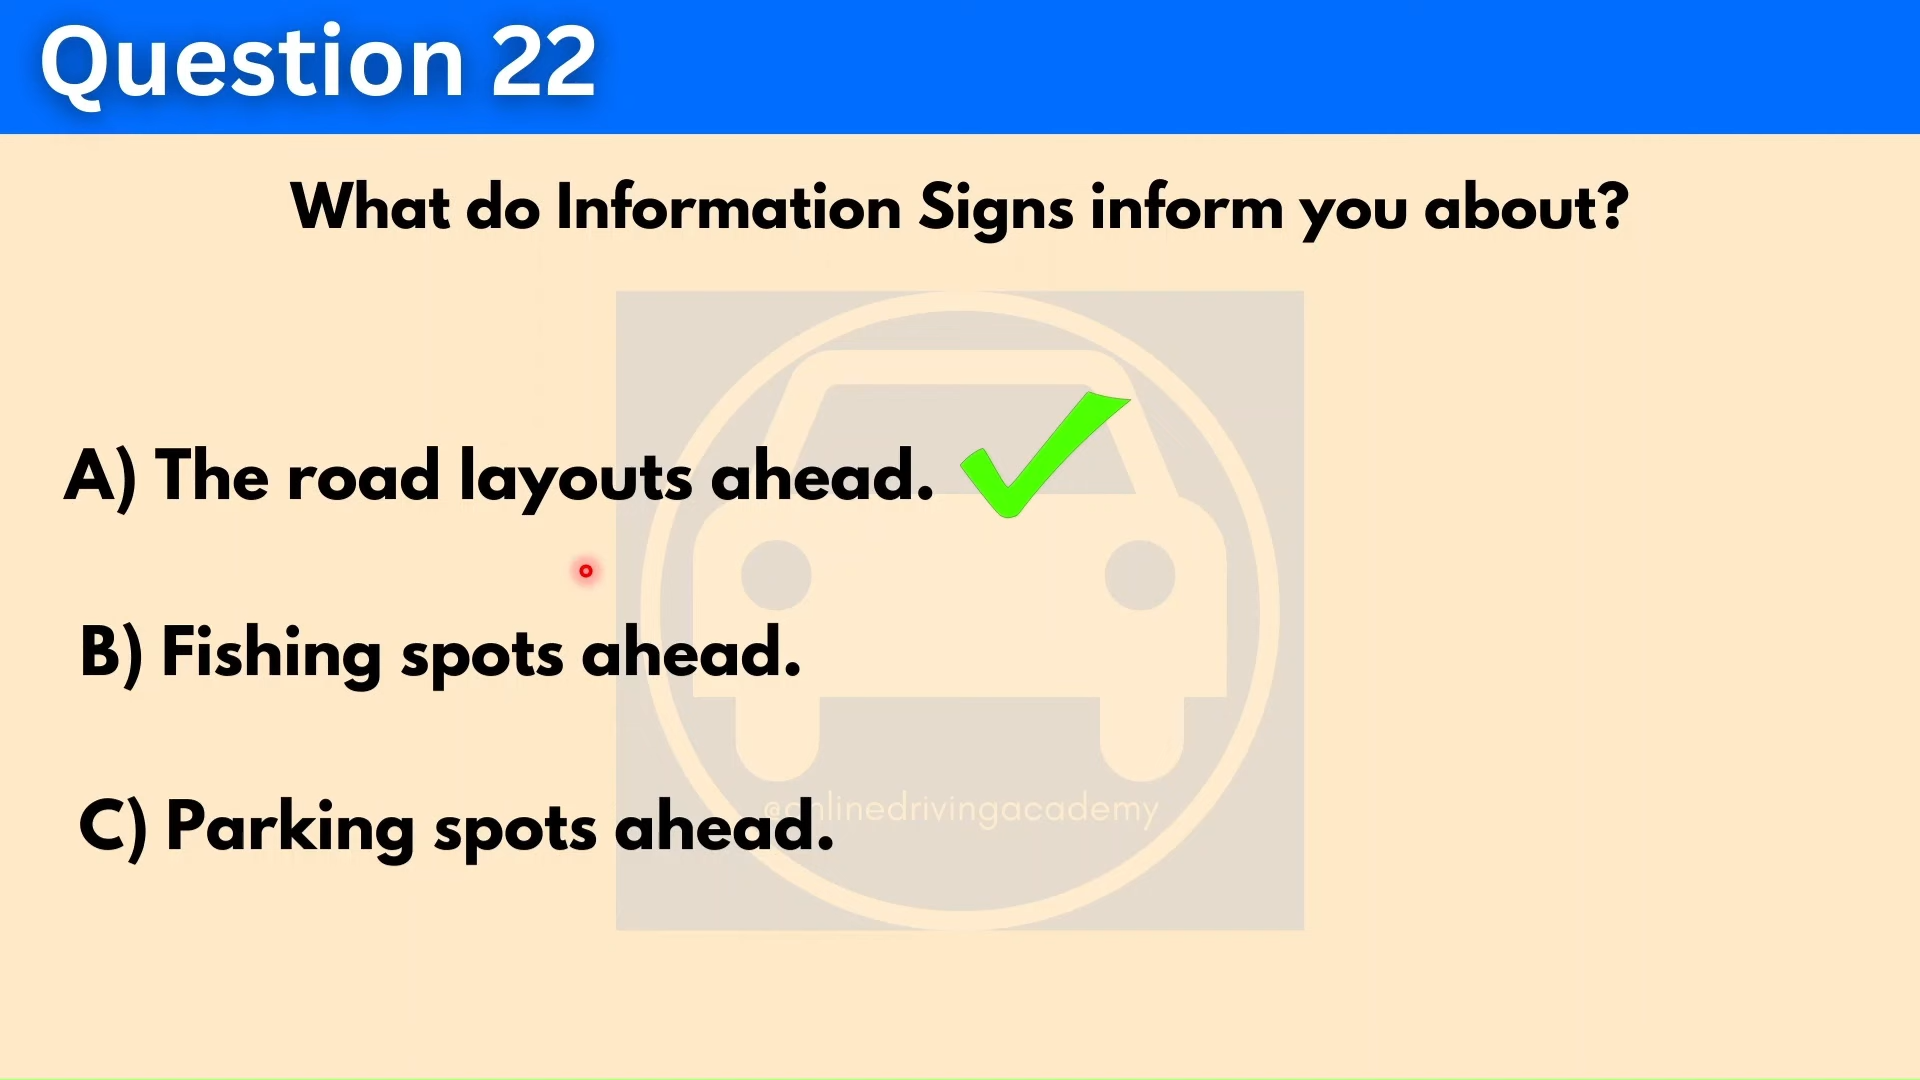 Question 22
What do Information Signs inform you about?
A) The road layouts ahead.
B) Fishing spots ahead.
C) Parking spots ahead.
@onlinedrivingacademy